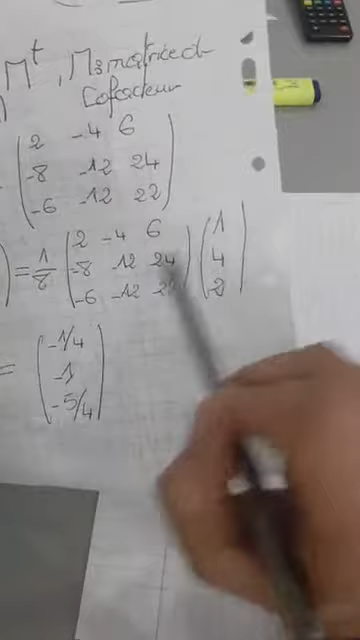 M^t, M : matrice d
Cofacteur
2 -4 6
-8 -12 24
-6 -12 22
= 1/8 (2 -4 6) (1
-8 -12 24 4
-6 -12 2 2)
= (-1/4
-1
-5/4)